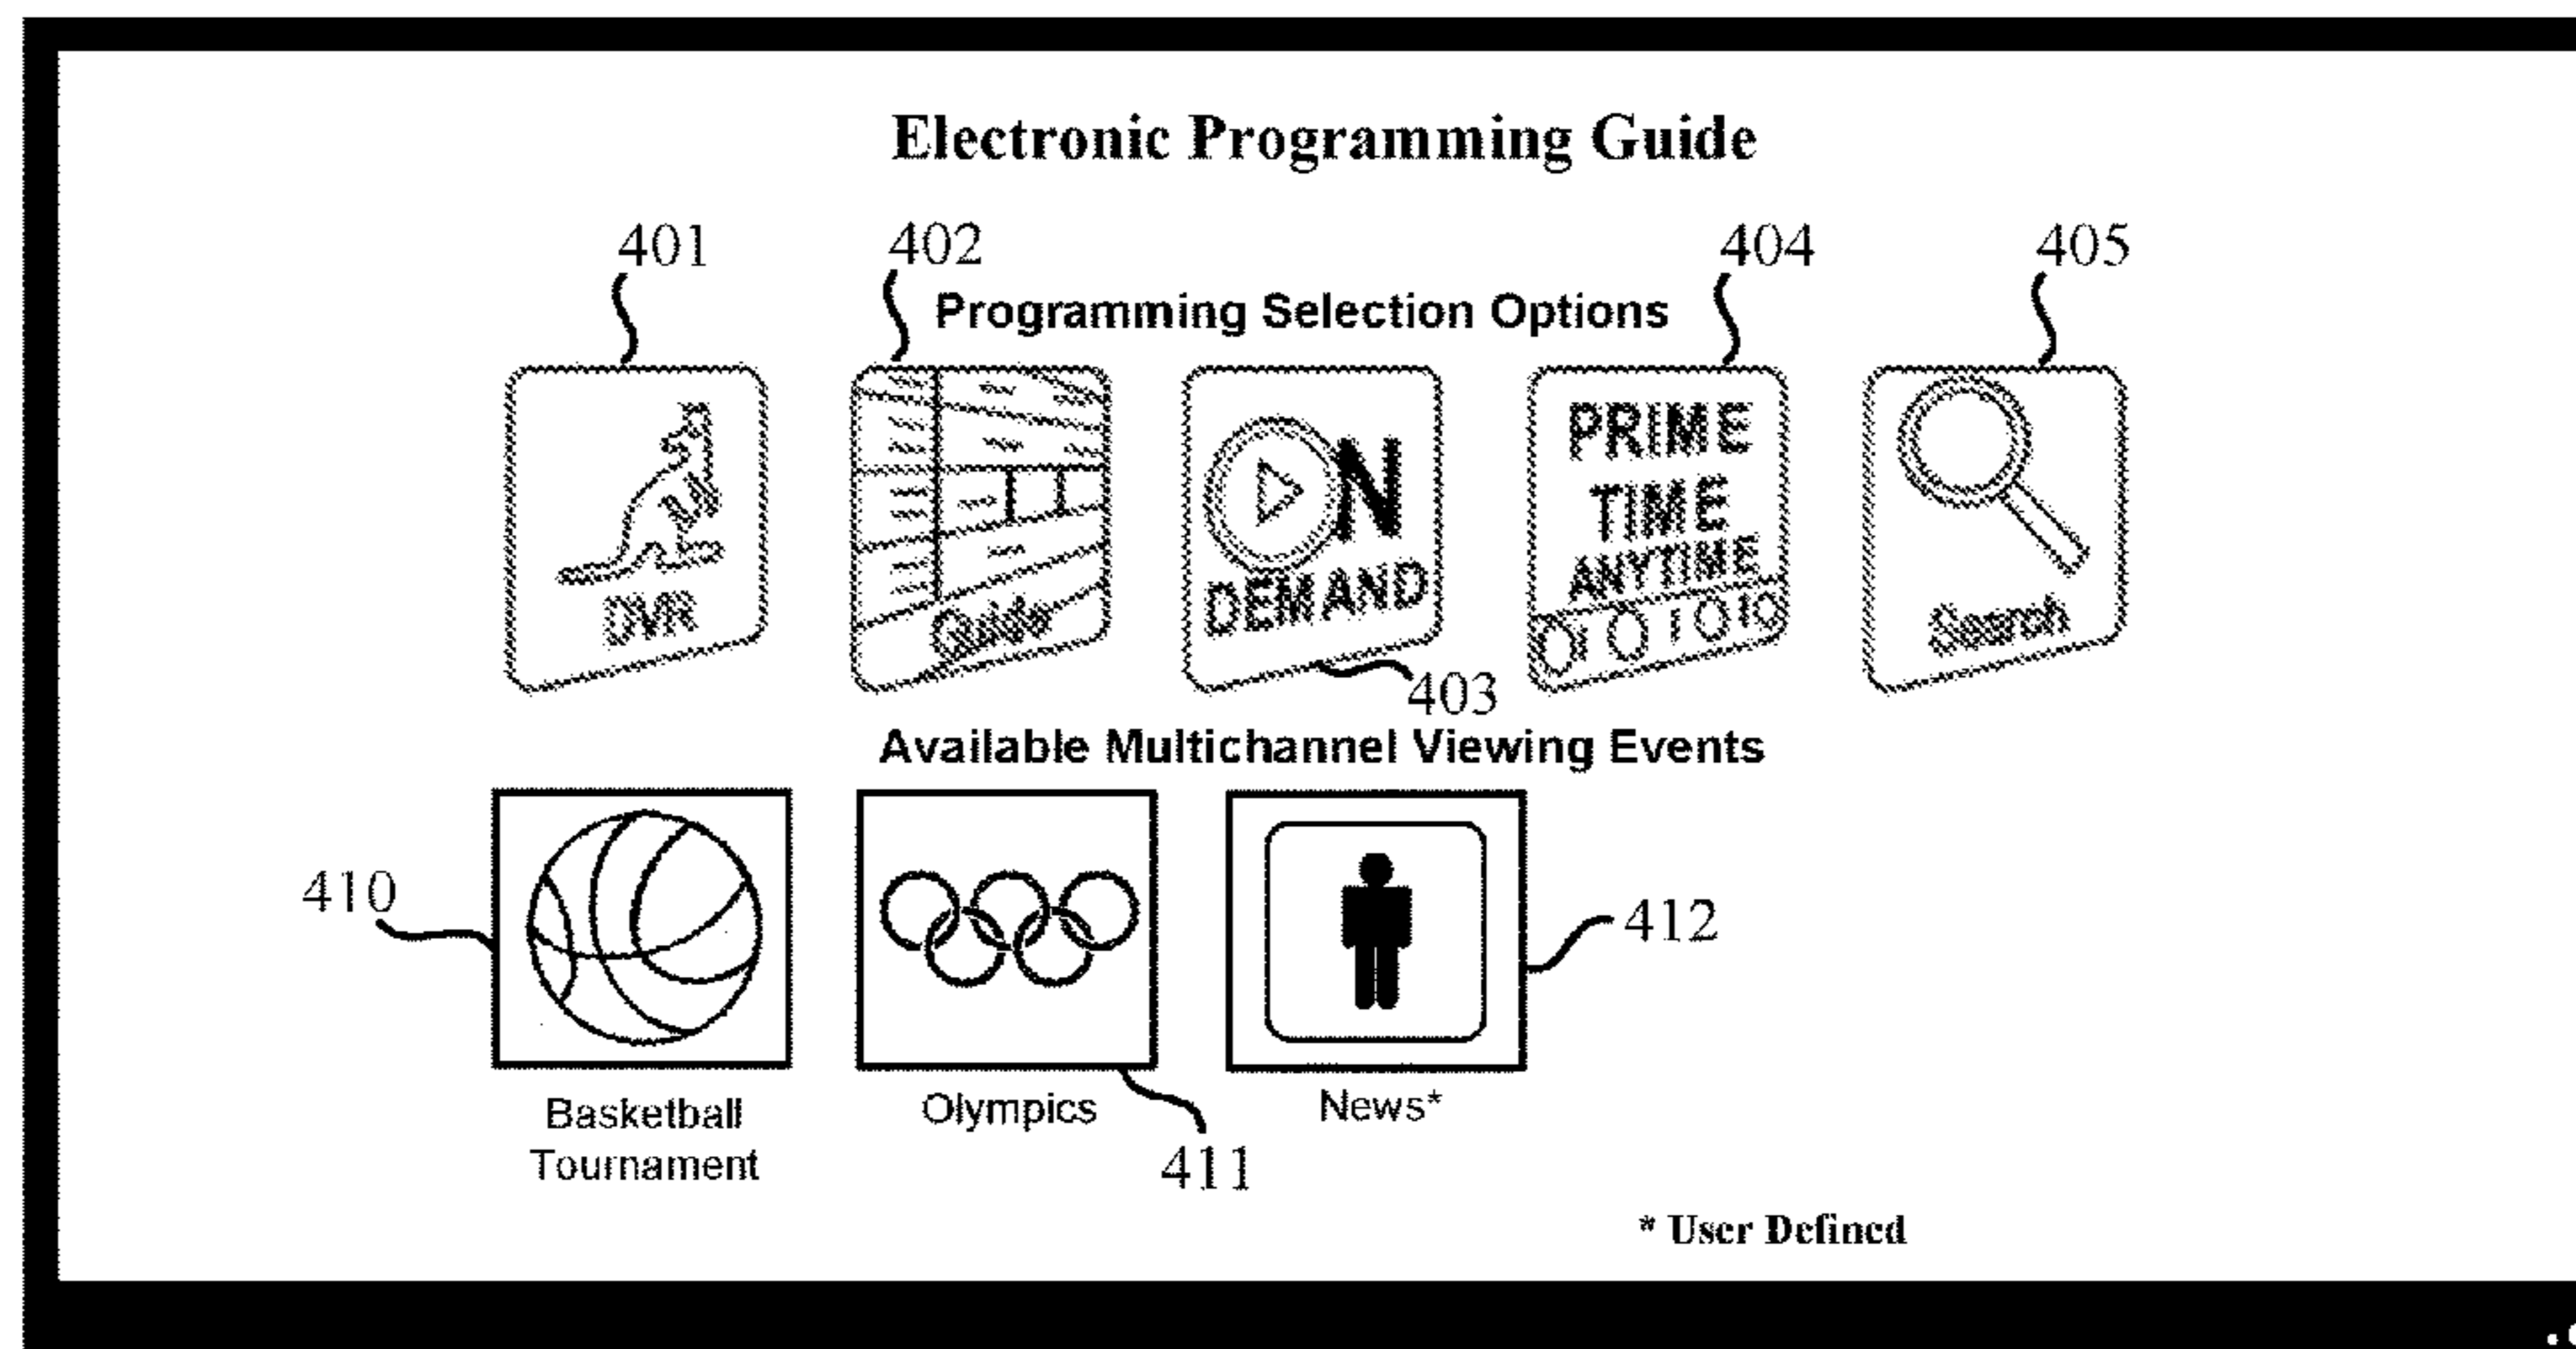 Electronic Programming Guide
401
402
404
405
Programming Selection Options
DVR
Guide
ON
DEMAND
PRIME
TIME
ANYTIME
Search
403
Available Multichannel Viewing Events
410
412
Basketball
Tournament
Olympics
News*
411
* User Defined